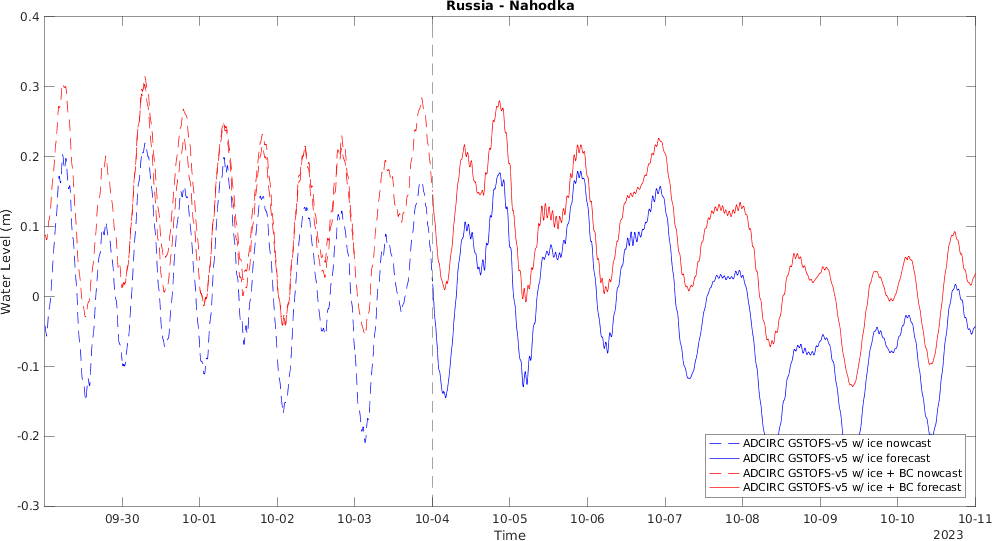 Russia - Nahodka
0.4
0.3
0.2
0.1
0
-0.1
-0.2
-0.3
Water Level (m)
ADCIRC GSTOFS-v5 w/ ice nowcast
ADCIRC GSTOFS-v5 w/ ice forecast
ADCIRC GSTOFS-v5 w/ ice + BC nowcast
ADCIRC GSTOFS-v5 w/ ice + BC forecast
09-30 10-01 10-02 10-03 10-04 10-05 10-06 10-07 10-08 10-09 10-10 10-11
Time
2023